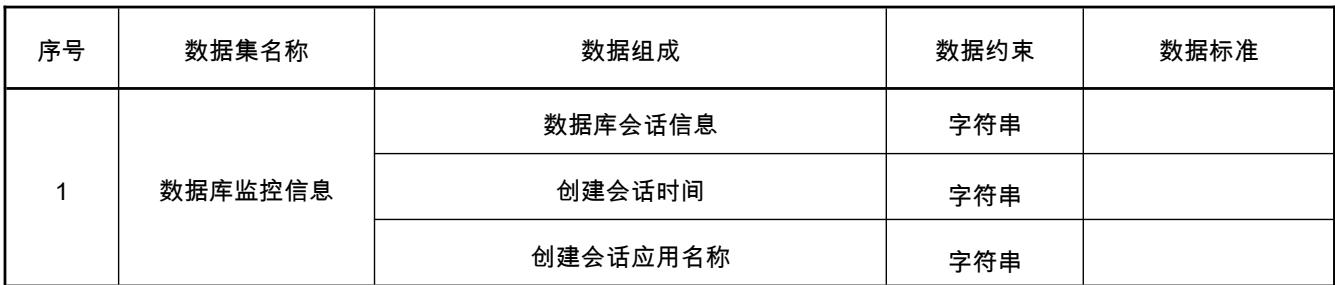 序号 数据集名称 数据组成 数据约束 数据标准
数据库会话信息 字符串
1 数据库监控信息 创建会话时间 字符串
创建会话应用名称 字符串